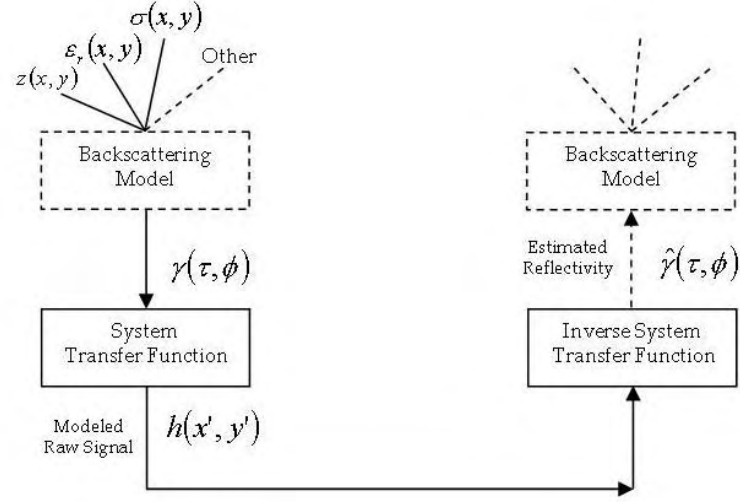 σ(x, y)
ε_r(x, y)
Other
z(x, y)
Backscattering
Model
γ(τ, ϕ)
System
Transfer Function
Modeled
Raw Signal
h(x', y')
Backscattering
Model
Estimated
Reflectivity
γ̂(τ, ϕ)
Inverse System
Transfer Function